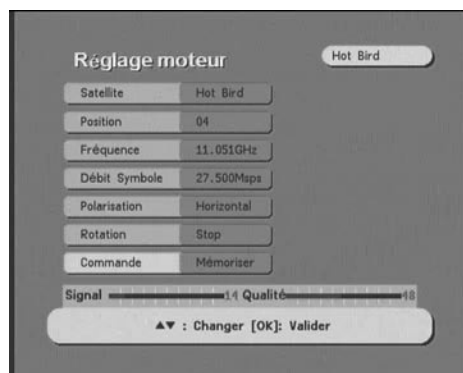 Réglage moteur
Hot Bird
Satellite Hot Bird
Position 04
Fréquence 11.051GHz
Débit Symbole 27.500Msps
Polarisation Horizontal
Rotation Stop
Commande Mémoriser
Signal 14 Qualité 48
▲▼ : Changer [OK]: Valider